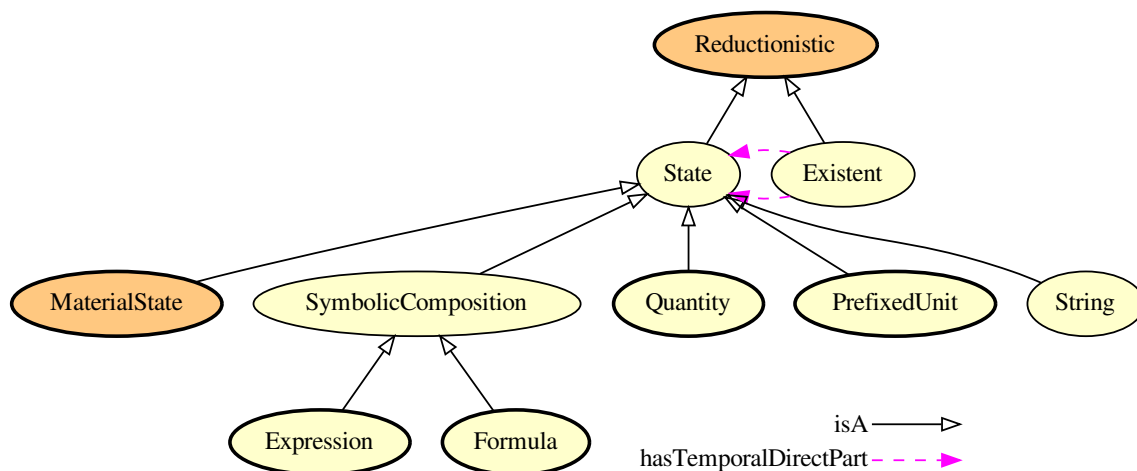 Reductionistic
State
Existent
MaterialState
SymbolicComposition
Quantity
PrefixedUnit
String
Expression
Formula
isA
hasTemporalDirectPart